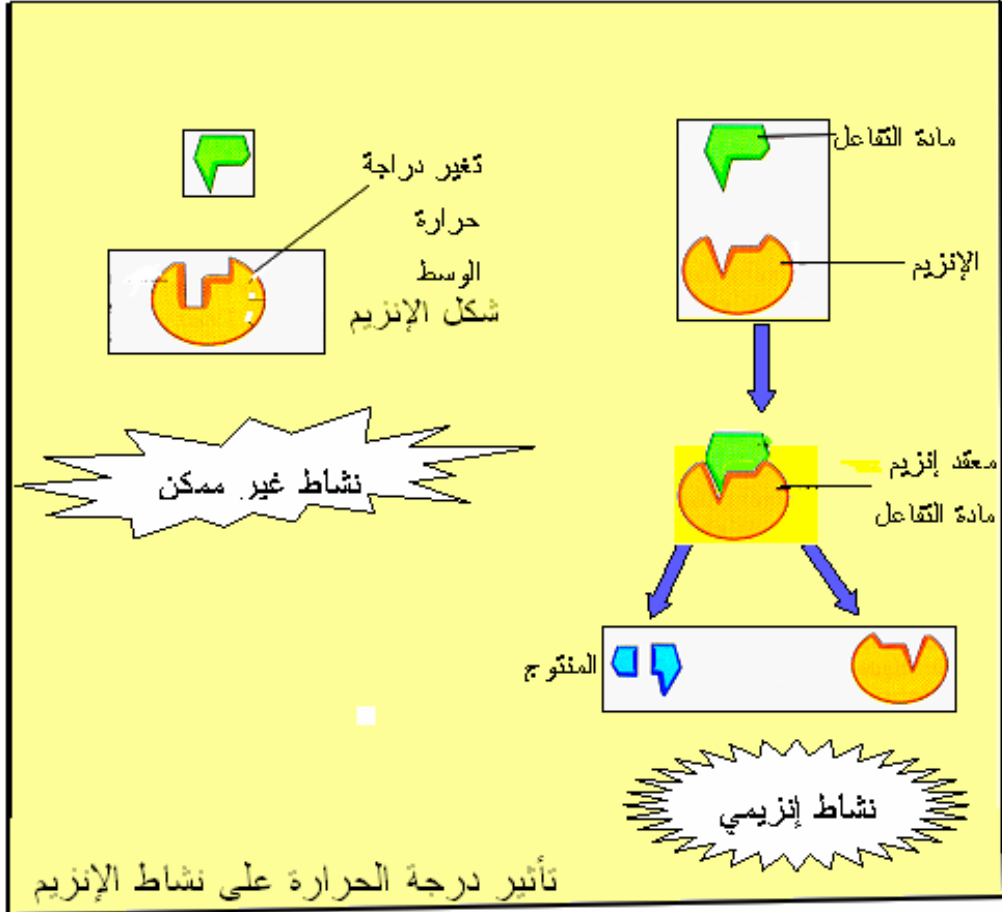 مادة التفاعل
الإنزيم
تغير دراجة
حرارة
الوسط
شكل الإنزيم
معقد إنزيم
مادة التفاعل
نشاط غير ممكن
المنتوج
نشاط إنزيمي
تأثير درجة الحرارة على نشاط الإنزيم